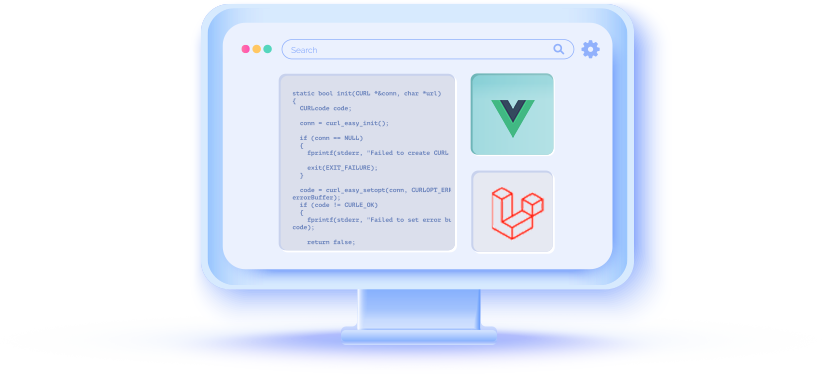 Search
static bool init(CURL *&conn, char *url)
{
CURLcode code;
conn = curl_easy_init();
if (conn == NULL)
{
fprintf(stderr, "Failed to create CURL
exit(EXIT_FAILURE);
}
code = curl_easy_setopt(conn, CURLOPT_ERR
errorBuffer);
if (code != CURLE_OK)
{
fprintf(stderr, "Failed to set error bu
code);
return false;